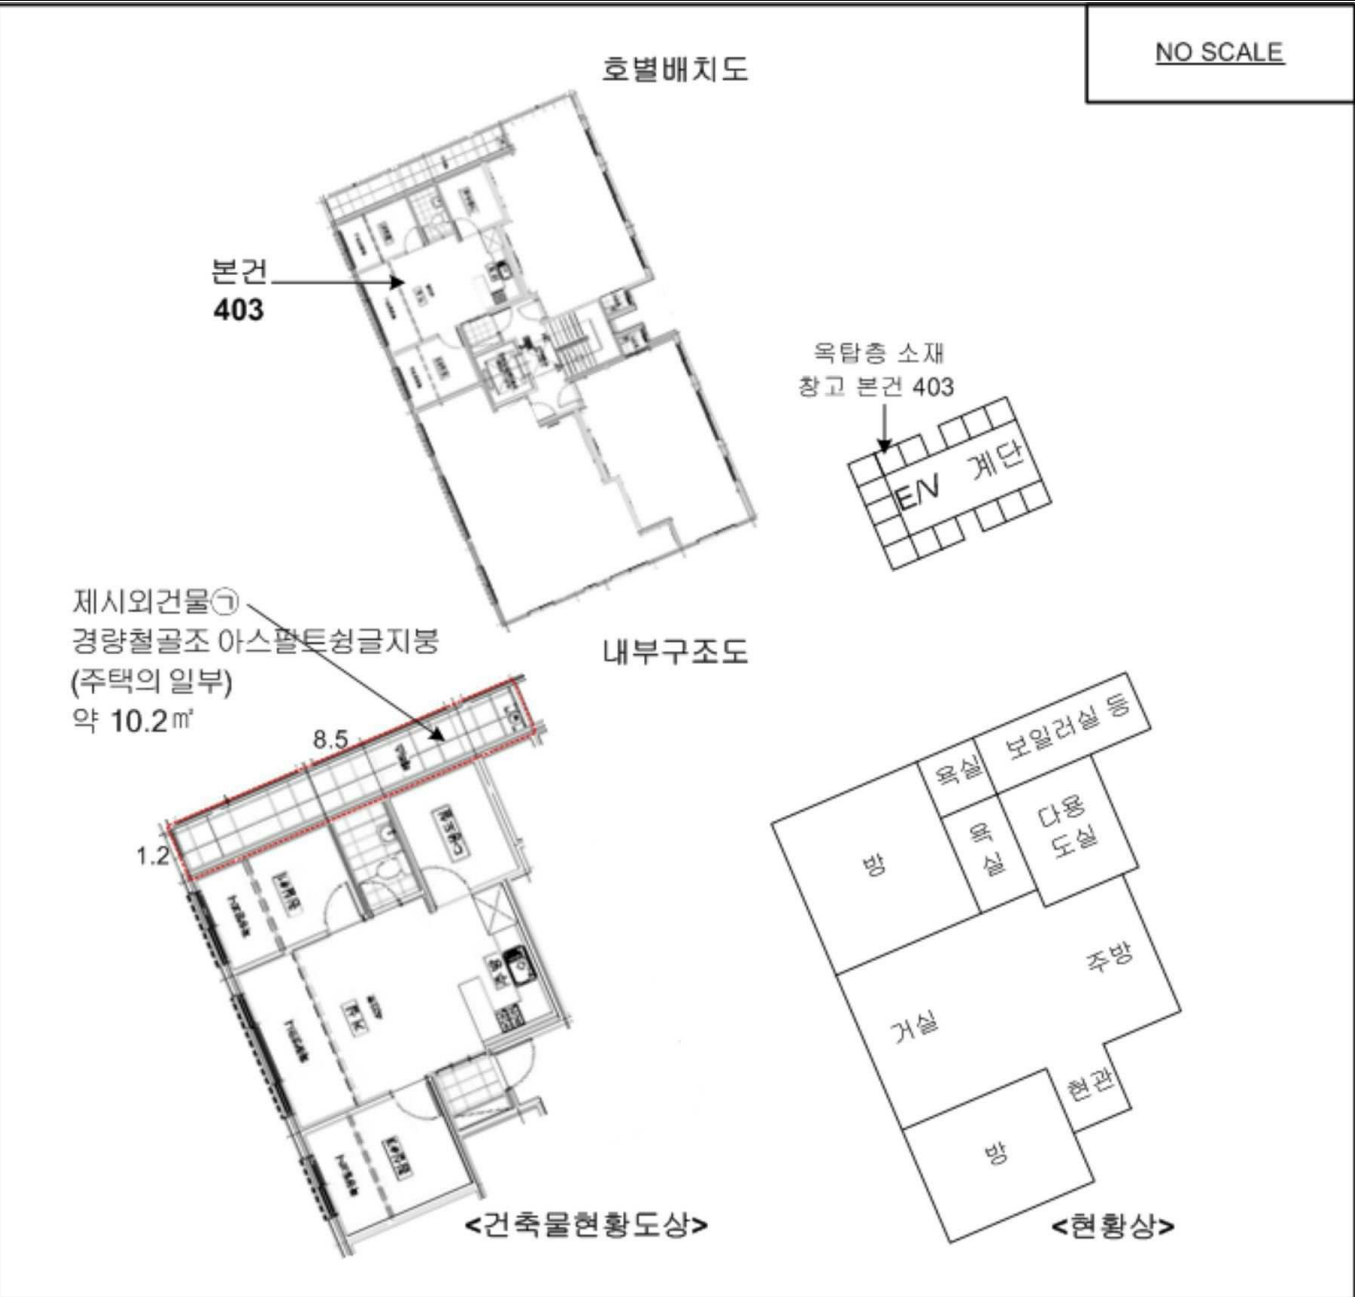 NO SCALE
호별배치도
본건
403
옥탑층 소재
창고 본건 403
계단
E/V
제시외건물㉠
경량철골조 아스팔트슁글지붕
(주택의 일부)
약 10.2㎡
내부구조도
8.5
1.2
보일러실 등
욕실
다용
도실
욕
실
방
주방
거실
현관
방
<건축물현황도상>
<현황상>